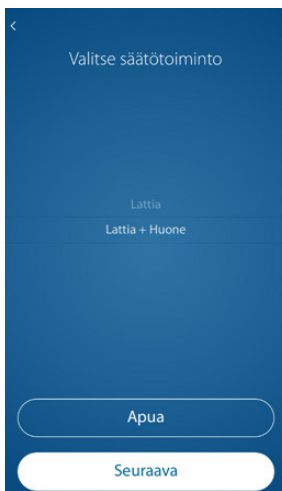 Valitse säätötoiminto
Lattia
Lattia + Huone
Apua
Seuraava